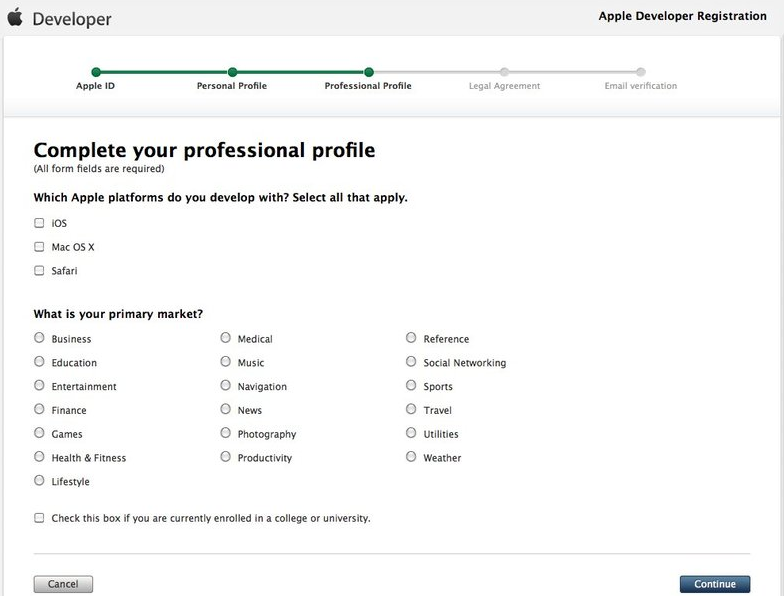 Developer
Apple Developer Registration
Apple ID Personal Profile Professional Profile Legal Agreement Email verification
Complete your professional profile
(All form fields are required)
Which Apple platforms do you develop with? Select all that apply.
iOS
Mac OS X
Safari
What is your primary market?
Business Medical Reference
Education Music Social Networking
Entertainment Navigation Sports
Finance News Travel
Games Photography Utilities
Health & Fitness Productivity Weather
Lifestyle
Check this box if you are currently enrolled in a college or university.
Cancel Continue